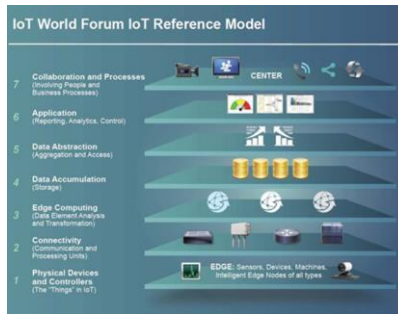 IoT World Forum IoT Reference Model
7
Collaboration and Processes
(Involving People and
Business Processes)
CENTER
6
Application
(Reporting, Analytics, Control)
5
Data Abstraction
(Aggregation and Access)
4
Data Accumulation
(Storage)
3
Edge Computing
(Data Element Analysis
and Transformation)
2
Connectivity
(Communication and
Processing Units)
1
Physical Devices
and Controllers
(The "Things" in IoT)
EDGE: Sensors, Devices, Machines,
Intelligent Edge Nodes of all types